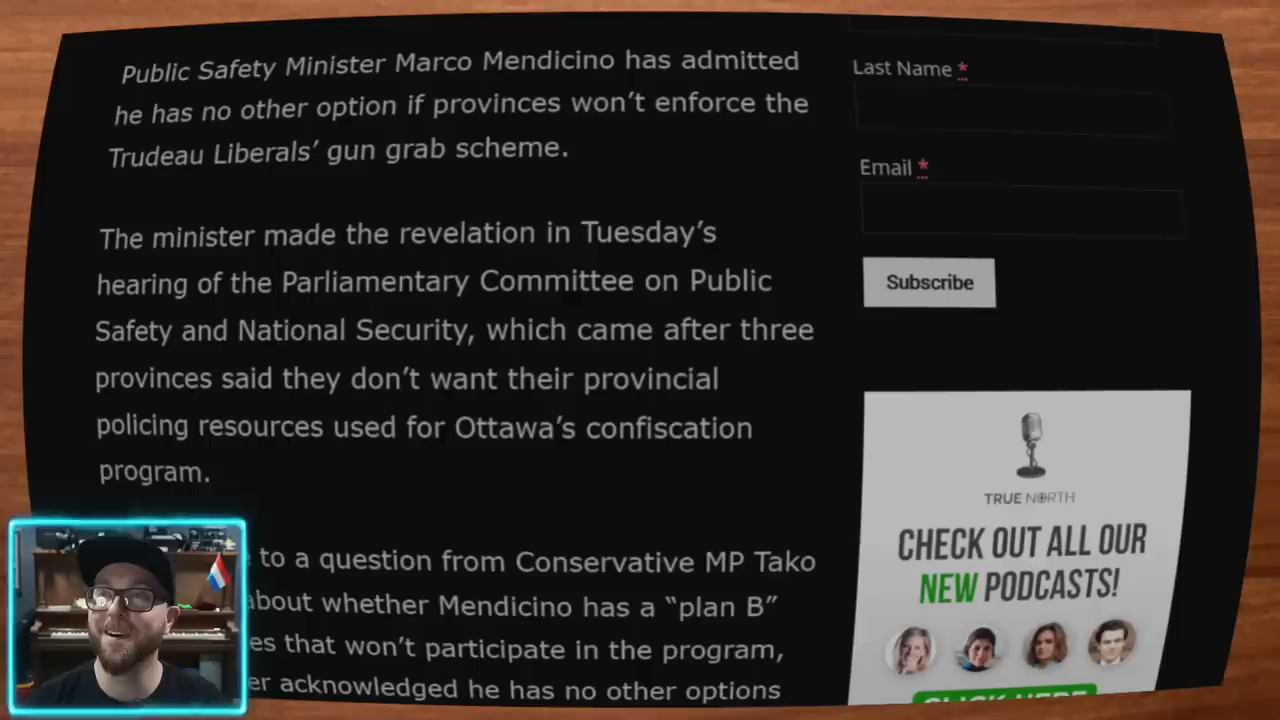 Public Safety Minister Marco Mendicino has admitted
he has no other option if provinces won’t enforce the
Trudeau Liberals’ gun grab scheme.
The minister made the revelation in Tuesday’s
hearing of the Parliamentary Committee on Public
Safety and National Security, which came after three
provinces said they don’t want their provincial
policing resources used for Ottawa’s confiscation
program.
to a question from Conservative MP Tako
about whether Mendicino has a “plan B”
es that won’t participate in the program,
er acknowledged he has no other options
Last Name *
Email *
Subscribe
TRUE NORTH
CHECK OUT ALL OUR
NEW PODCASTS!
CLICK HERE